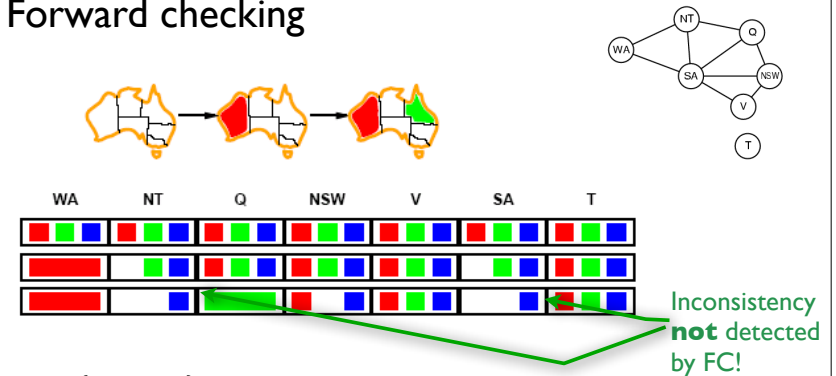 Forward checking
NT
Q
WA
SA
NSW
V
T
WA NT Q NSW V SA T
Inconsistency
not detected
by FC!